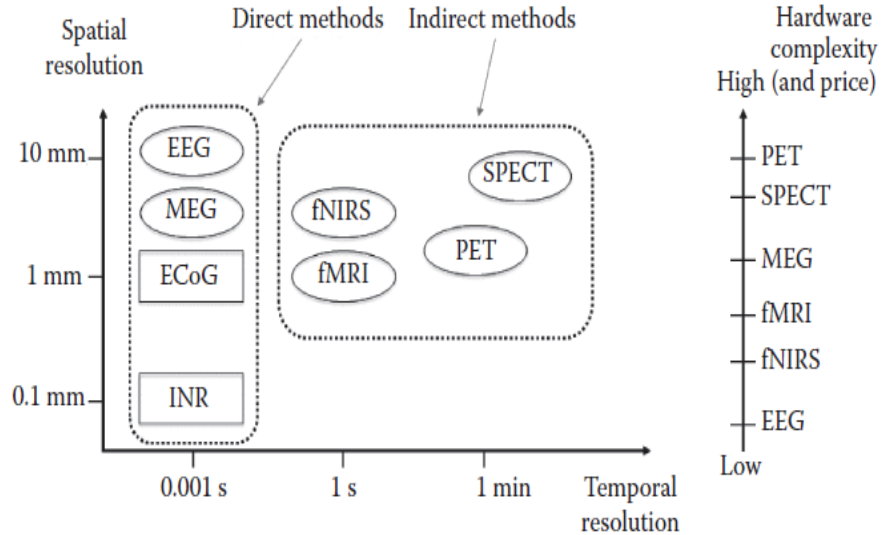 Spatial
resolution
Direct methods
Indirect methods
Hardware
complexity
High (and price)
10 mm
EEG
MEG
1 mm
ECoG
0.1 mm
INR
fNIRS
fMRI
SPECT
PET
0.001 s
1 s
1 min
Temporal
resolution
PET
SPECT
MEG
fMRI
fNIRS
EEG
Low